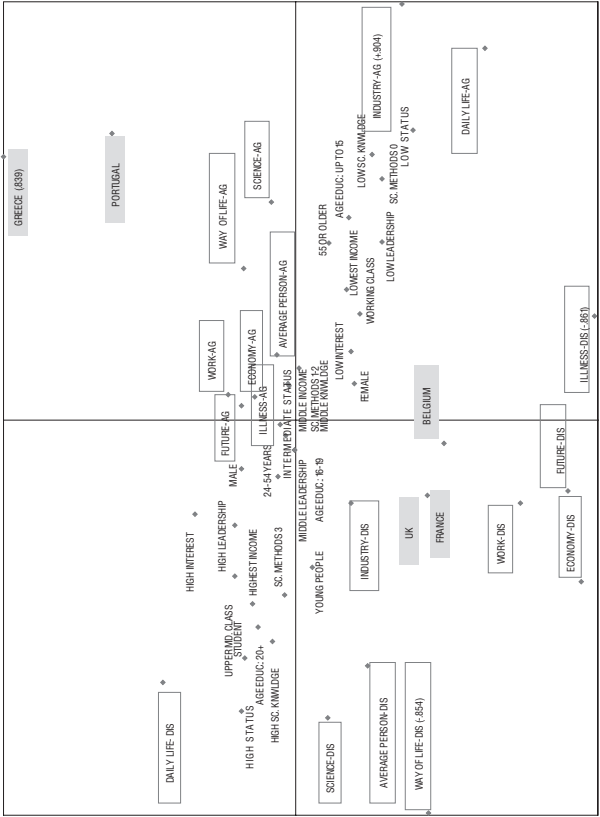 GREECE (.839)
PORTUGAL
DAILY LIFE- DIS
HIGH INTEREST
WORK-AG
HIGH LEADERSHIP
WAY OF LIFE-AG
FUTURE-AG
UPPER MD. CLASS
MALE
STUDENT
HIGH STATUS
ECONOMY-AG
HIGHEST INCOME
SCIENCE-AG
AGE EDUC: 20+
ILLNESS-AG
24-54 YEARS
HIGH SC. KNWLDGE
SC. METHODS 3
AVERAGE PERSON-AG
INTERMEDIATE STATUS
MIDDLE LEADERSHIP
MIDDLE INCOME
SC. METHODS 1-2
YOUNG PEOPLE
AGE EDUC: 16-19
MIDDLE KNWLDGE
55 OR OLDER
SCIENCE-DIS
LOW INTEREST
AGE EDUC: UP TO 15
LOWEST INCOME
LOW SC. KNWLDGE
FEMALE
INDUSTRY-DIS
WORKING CLASS
INDUSTRY-AG (+.904)
AVERAGE PERSON-DIS
LOW LEADERSHIP
SC. METHODS 0
LOW STATUS
UK
WAY OF LIFE-DIS (-.854)
BELGIUM
FRANCE
DAILY LIFE-AG
WORK-DIS
FUTURE-DIS
ECONOMY-DIS
ILLNESS-DIS (-.861)